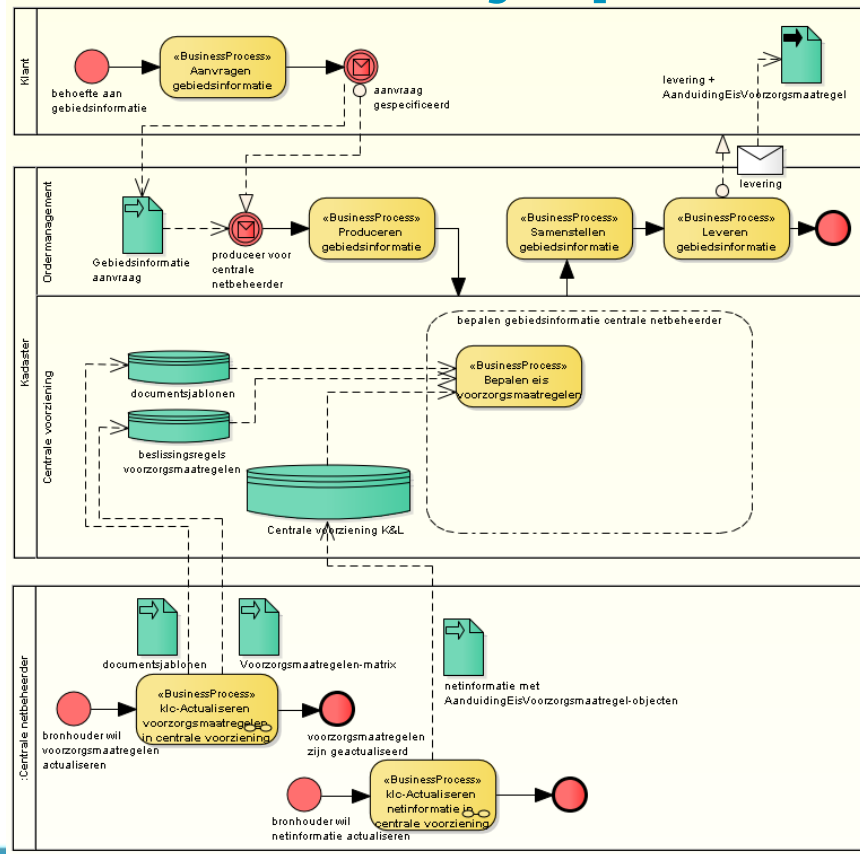 Klant
behoefte aan
gebiedsinformatie
«BusinessProcess»
Aanvragen
gebiedsinformatie
aanvraag
gespecificeerd
levering +
AanduidingEisVoorzorgsmaatregel
levering
Kadaster
Ordermanagement
Gebiedsinformatie
aanvraag
produceer voor
centrale
netbeheerder
«BusinessProcess»
Produceren
gebiedsinformatie
«BusinessProcess»
Samenstellen
gebiedsinformatie
«BusinessProcess»
Leveren
gebiedsinformatie
Centrale voorziening
bepalen gebiedsinformatie centrale netbeheerder
documentsjablonen
beslissingsregels
voorzorgsmaatregelen
«BusinessProcess»
Bepalen eis
voorzorgsmaatregelen
Centrale voorziening K&L
:Centrale netbeheerder
documentsjablonen
Voorzorgsmaatregelen-matrix
netinformatie met
AanduidingEisVoorzorgsmaatregel-objecten
bronhouder wil
voorzorgsmaatregelen
actualiseren
«BusinessProcess»
klc-Actualiseren
voorzorgsmaatregelen
in centrale voorziening
voorzorgsmaatregelen
zijn geactualiseerd
bronhouder wil
netinformatie actualiseren
«BusinessProcess»
klc-Actualiseren
netinformatie in
centrale voorziening